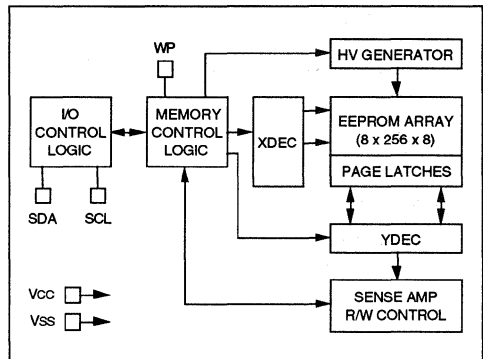 WP
HV GENERATOR
I/O
CONTROL
LOGIC
MEMORY
CONTROL
LOGIC
XDEC
EEPROM ARRAY
(8 x 256 x 8)
PAGE LATCHES
SDA
SCL
YDEC
SENSE AMP
R/W CONTROL
VCC
VSS